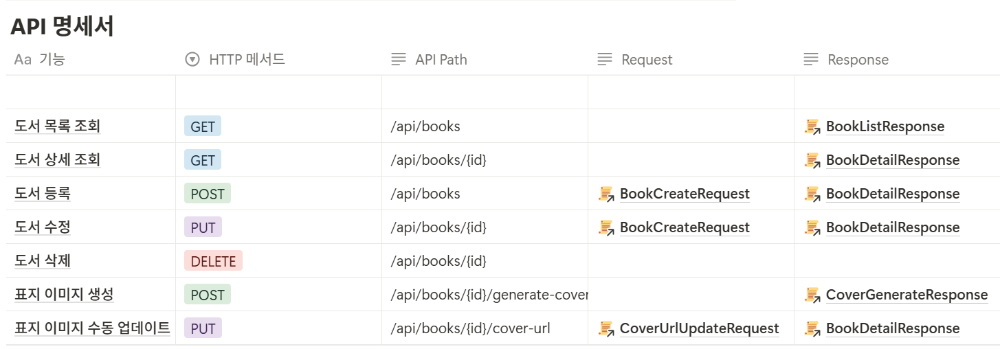 API 명세서
Aa 기능 HTTP 메서드 API Path Request Response
도서 목록 조회 GET /api/books BookListResponse
도서 상세 조회 GET /api/books/{id} BookDetailResponse
도서 등록 POST /api/books BookCreateRequest BookDetailResponse
도서 수정 PUT /api/books/{id} BookCreateRequest BookDetailResponse
도서 삭제 DELETE /api/books/{id}
표지 이미지 생성 POST /api/books/{id}/generate-cover CoverGenerateResponse
표지 이미지 수동 업데이트 PUT /api/books/{id}/cover-url CoverUrlUpdateRequest BookDetailResponse